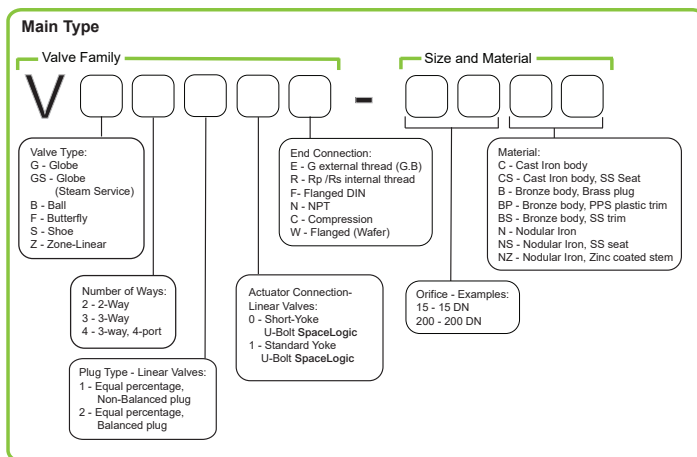 Main Type
Valve Family
Size and Material
V
-
Valve Type:
G - Globe
GS - Globe
(Steam Service)
B - Ball
F - Butterfly
S - Shoe
Z - Zone-Linear
End Connection:
E - G external thread (G.B)
R - Rp /Rs internal thread
F- Flanged DIN
N - NPT
C - Compression
W - Flanged (Wafer)
Material:
C - Cast Iron body
CS - Cast Iron body, SS Seat
B - Bronze body, Brass plug
BP - Bronze body, PPS plastic trim
BS - Bronze body, SS trim
N - Nodular Iron
NS - Nodular Iron, SS seat
NZ - Nodular Iron, Zinc coated stem
Number of Ways:
2 - 2-Way
3 - 3-Way
4 - 3-way, 4-port
Actuator Connection-
Linear Valves:
0 - Short-Yoke
U-Bolt SpaceLogic
1 - Standard Yoke
U-Bolt SpaceLogic
Orifice - Examples:
15 - 15 DN
200 - 200 DN
Plug Type - Linear Valves:
1 - Equal percentage,
Non-Balanced plug
2 - Equal percentage,
Balanced plug